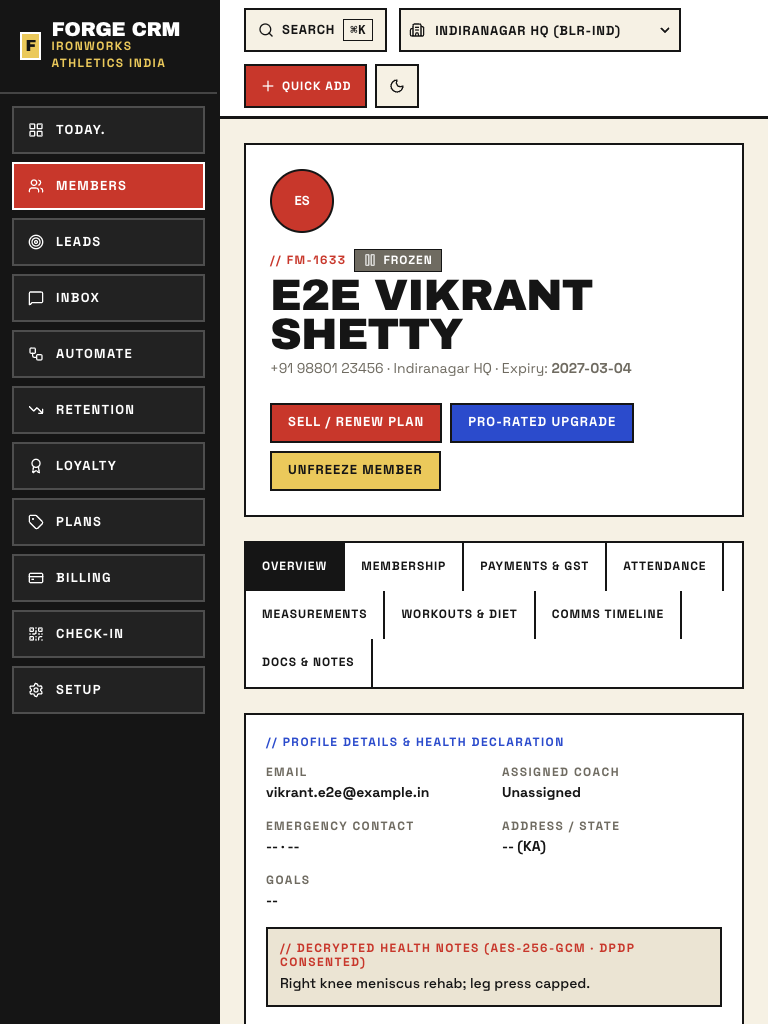 F
FORGE CRM
IRONWORKS
ATHLETICS INDIA
TODAY.
MEMBERS
LEADS
INBOX
AUTOMATE
RETENTION
LOYALTY
PLANS
BILLING
CHECK-IN
SETUP
SEARCH ⌘K
INDIRANAGAR HQ (BLR-IND)
QUICK ADD
ES
// FM-1633 FROZEN
E2E VIKRANT
SHETTY
+91 98801 23456 · Indiranagar HQ · Expiry: 2027-03-04
SELL / RENEW PLAN PRO-RATED UPGRADE
UNFREEZE MEMBER
OVERVIEW MEMBERSHIP PAYMENTS & GST ATTENDANCE
MEASUREMENTS WORKOUTS & DIET COMMS TIMELINE
DOCS & NOTES
// PROFILE DETAILS & HEALTH DECLARATION
EMAIL ASSIGNED COACH
vikrant.e2e@example.in Unassigned
EMERGENCY CONTACT ADDRESS / STATE
-- · -- -- (KA)
GOALS
--
// DECRYPTED HEALTH NOTES (AES-256-GCM · DPDP
CONSENTED)
Right knee meniscus rehab; leg press capped.